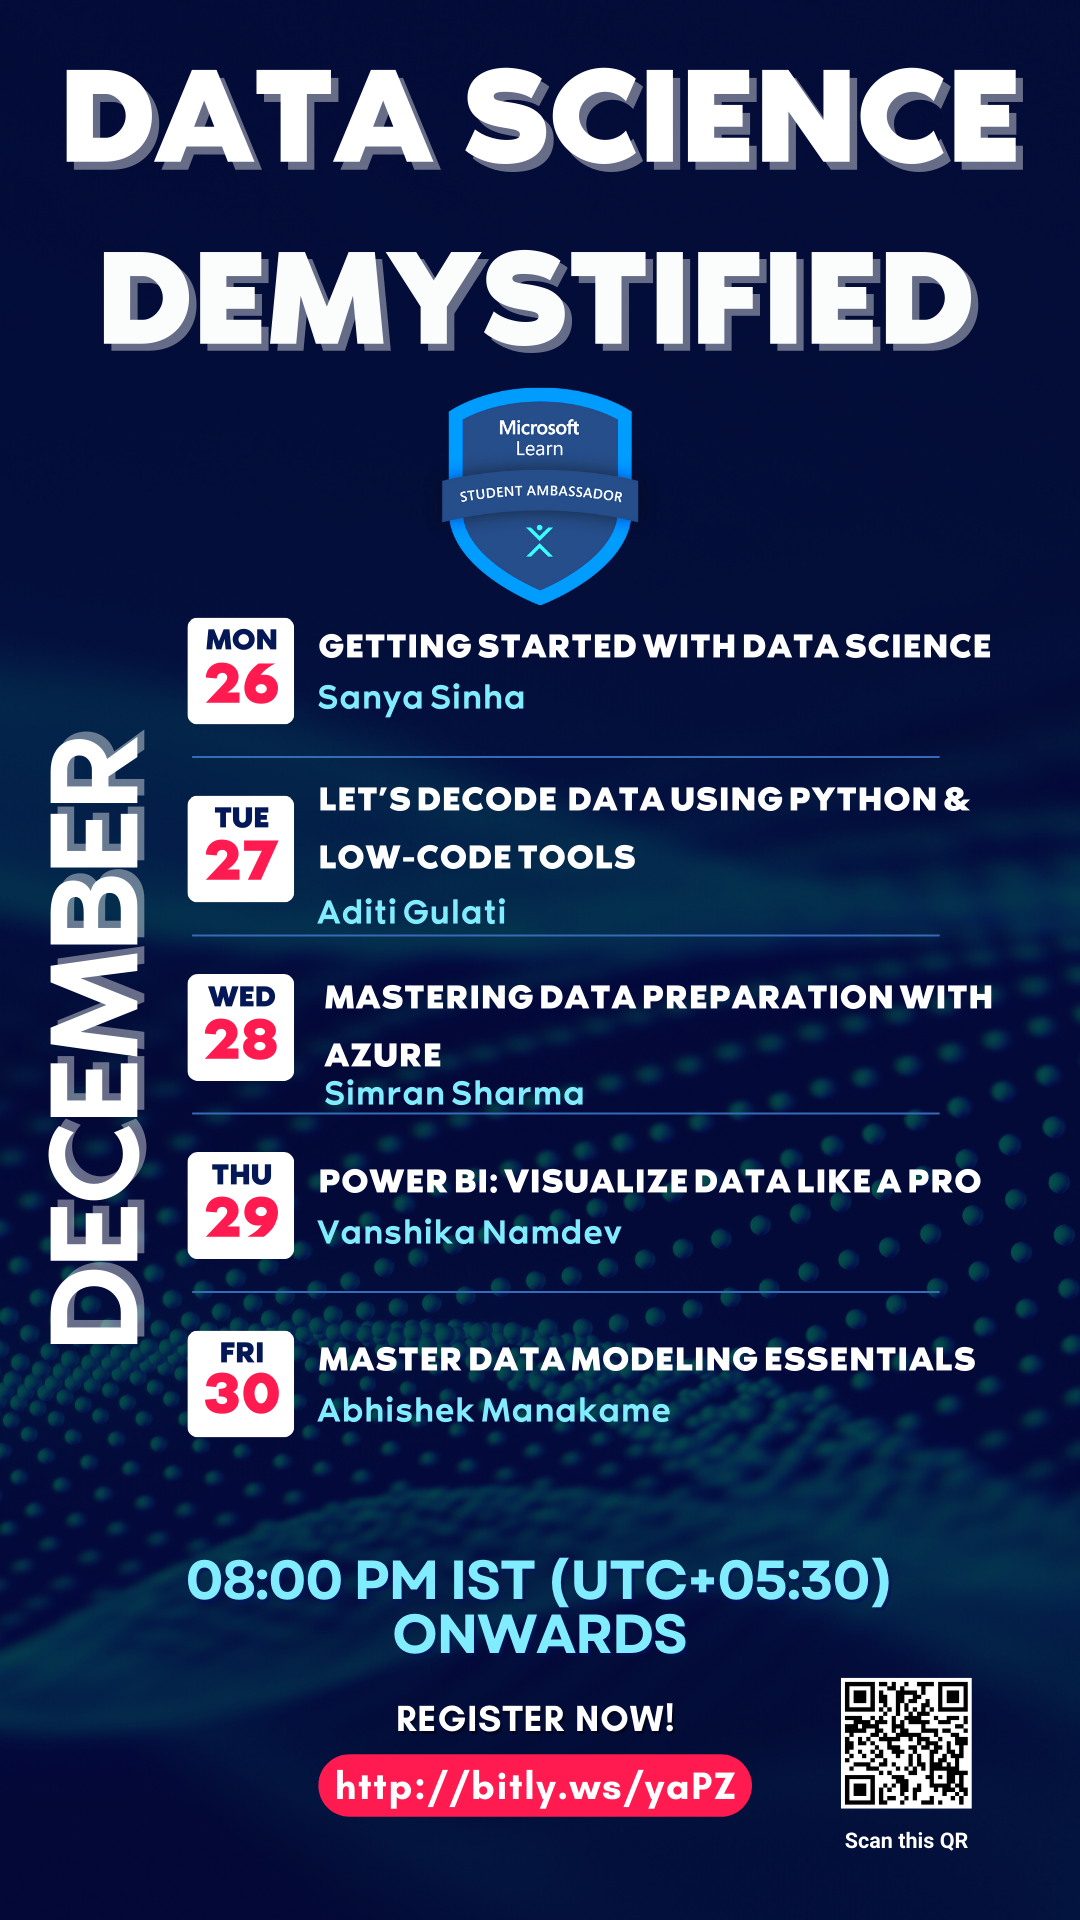 DATA SCIENCE
DEMYSTIFIED
Microsoft
Learn
STUDENT AMBASSADOR
DECEMBER
MON
26
GETTING STARTED WITH DATA SCIENCE
Sanya Sinha
TUE
27
LET'S DECODE DATA USING PYTHON &
LOW-CODE TOOLS
Aditi Gulati
WED
28
MASTERING DATA PREPARATION WITH
AZURE
Simran Sharma
THU
29
POWER BI: VISUALIZE DATA LIKE A PRO
Vanshika Namdev
FRI
30
MASTER DATA MODELING ESSENTIALS
Abhishek Manakame
08:00 PM IST (UTC+05:30)
ONWARDS
REGISTER NOW!
http://bitly.ws/yaPZ
Scan this QR